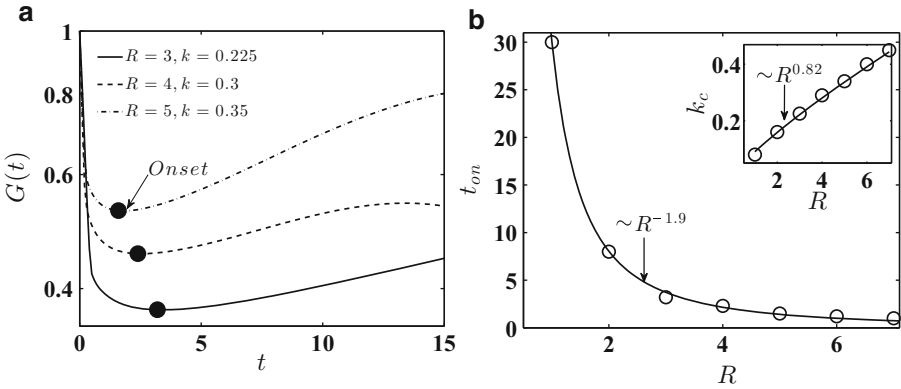 a
1
0.8
0.6
0.4
G(t)
R = 3, k = 0.225
R = 4, k = 0.3
R = 5, k = 0.35
Onset
0 5 10 15
t
b
30
25
20
15
10
5
0
t_on
∼R^−1.9
2 4 6
R
0.4
0.2
k_c
∼R^0.82
2 4 6
R